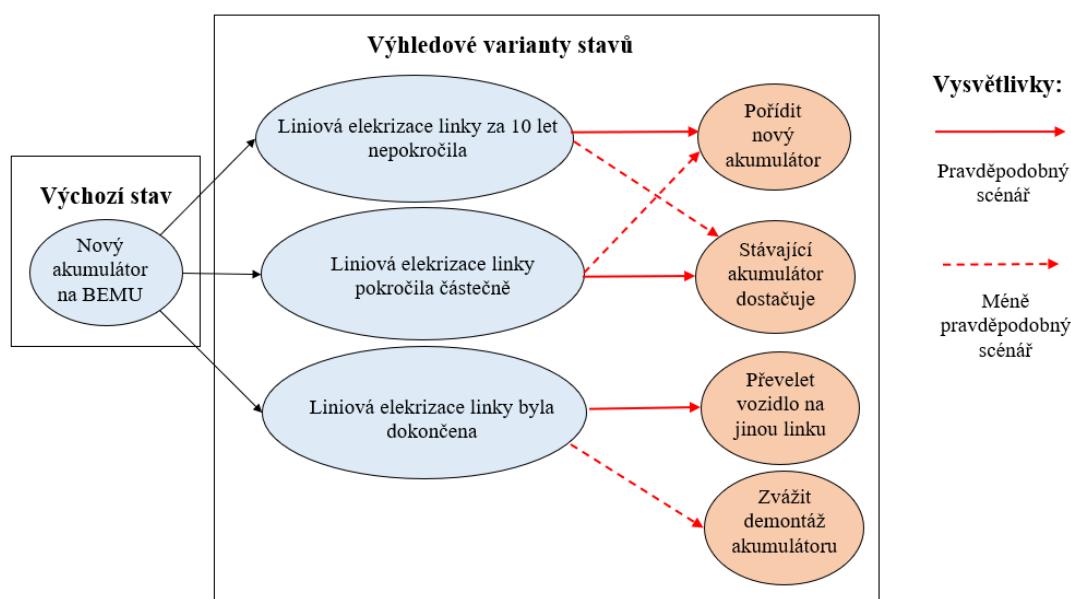 Výhledové varianty stavů
Výchozí stav
Nový
akumulátor
na BEMU
Liniová elekrizace linky za 10 let
nepokročila
Liniová elekrizace linky
pokročila částečně
Liniová elekrizace linky byla
dokončena
Pořídit
nový
akumulátor
Stávající
akumulátor
dostačuje
Převelet
vozidlo na
jinou linku
Zvážit
demontáž
akumulátoru
Vysvětlivky:
Pravděpodobný
scénář
Méně
pravděpodobný
scénář